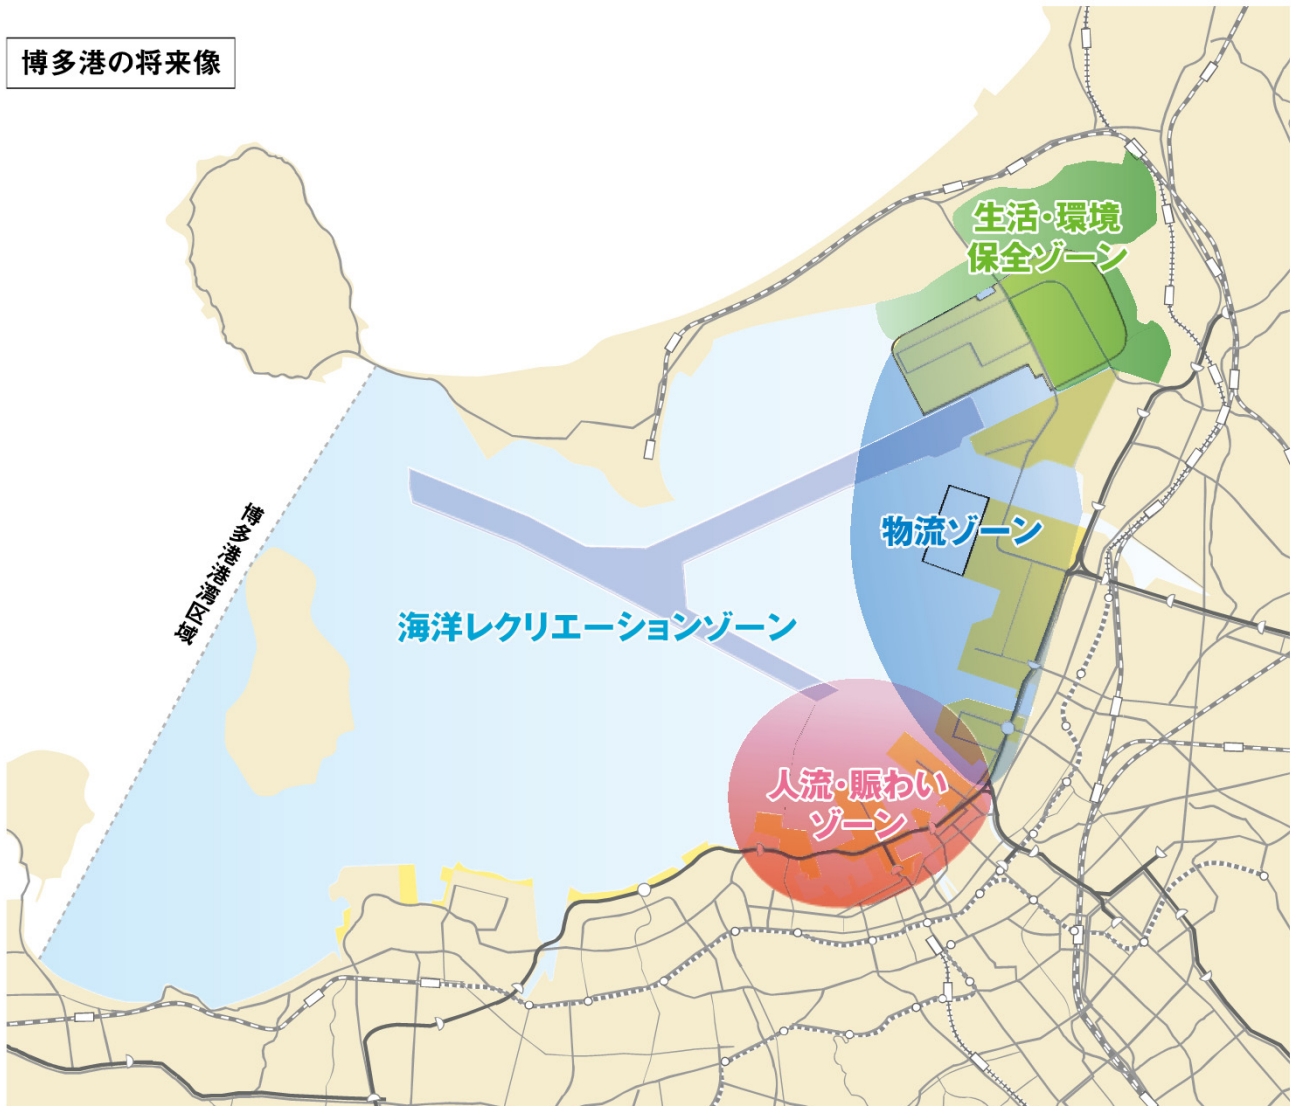 博多港の将来像
生活・環境
保全ゾーン
博多港港湾区域
物流ゾーン
海洋レクリエーションゾーン
人流・賑わい
ゾーン